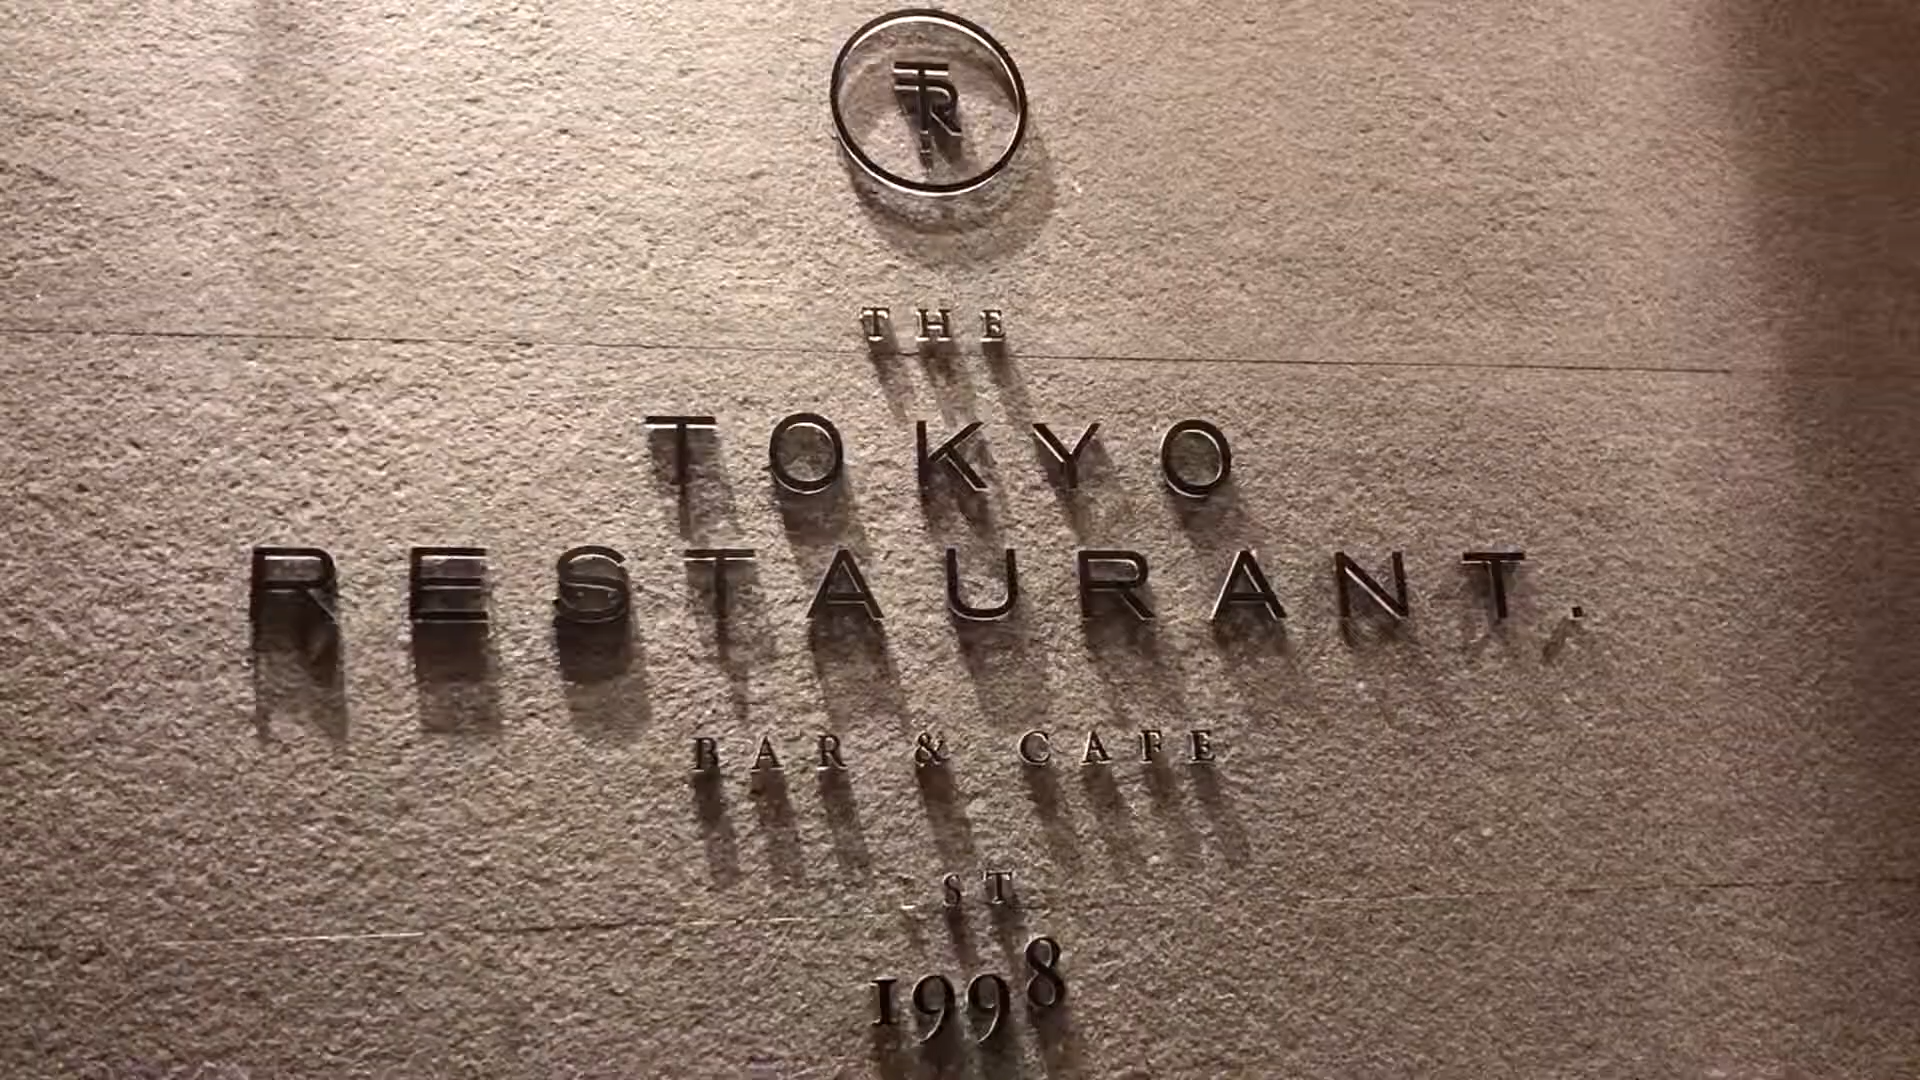 TR
THE
TOKYO
RESTAURANT.
BAR & CAFE
ST
1998